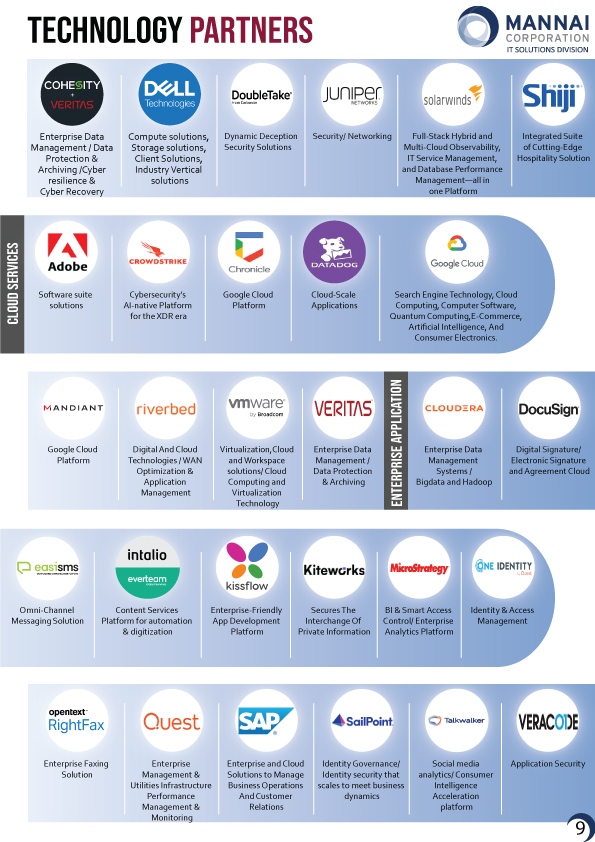 TECHNOLOGY PARTNERS
MANNAI
CORPORATION
IT SOLUTIONS DIVISION
COHESITY
+
VERITAS
Enterprise Data
Management / Data
Protection &
Archiving /Cyber
resilience &
Cyber Recovery
DELL
Technologies
Compute solutions,
Storage solutions,
Client Solutions,
Industry Vertical
solutions
DoubleTake
Dynamic Deception
Security Solutions
JUNIPER
NETWORKS
Security/ Networking
solarwinds
Full-Stack Hybrid and
Multi-Cloud Observability,
IT Service Management,
and Database Performance
Management—all in
one Platform
Shiji
Integrated Suite
of Cutting-Edge
Hospitality Solution
CLOUD SERVICES
Adobe
Software suite
solutions
CROWDSTRIKE
Cybersecurity's
AI-native Platform
for the XDR era
Chronicle
Google Cloud
Platform
DATADOG
Cloud-Scale
Applications
Google Cloud
Search Engine Technology, Cloud
Computing, Computer Software,
Quantum Computing,E-Commerce,
Artificial Intelligence, And
Consumer Electronics.
MANDIANT
Google Cloud
Platform
riverbed
Digital And Cloud
Technologies / WAN
Optimization &
Application
Management
vmware®
by Broadcom
Virtualization,Cloud
and Workspace
solutions/ Cloud
Computing and
Virtualization
Technology
VERITAS
Enterprise Data
Management /
Data Protection
& Archiving
ENTERPRISE APPLICATION
CLOUDERA
Enterprise Data
Management
Systems /
Bigdata and Hadoop
DocuSign
Digital Signature/
Electronic Signature
and Agreement Cloud
easisms
Omni-Channel
Messaging Solution
intalio
everteam
Content Services
Platform for automation
& digitization
kissflow
Enterprise-Friendly
App Development
Platform
Kiteworks
Secures The
Interchange Of
Private Information
MicroStrategy
BI & Smart Access
Control/ Enterprise
Analytics Platform
ONE IDENTITY
by Quest
Identity & Access
Management
opentext™
RightFax
Enterprise Faxing
Solution
Quest
Enterprise
Management &
Utilities Infrastructure
Performance
Management &
Monitoring
SAP®
Enterprise and Cloud
Solutions to Manage
Business Operations
And Customer
Relations
SailPoint
Identity Governance/
Identity security that
scales to meet business
dynamics
Talkwalker
Social media
analytics/ Consumer
Intelligence
Acceleration
platform
VERACODE
Application Security
9